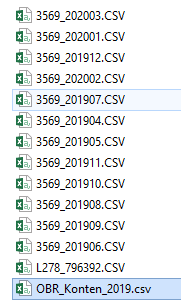 3569_202003.CSV
3569_202001.CSV
3569_201912.CSV
3569_202002.CSV
3569_201907.CSV
3569_201904.CSV
3569_201905.CSV
3569_201911.CSV
3569_201910.CSV
3569_201908.CSV
3569_201909.CSV
3569_201906.CSV
L278_796392.CSV
OBR_Konten_2019.csv